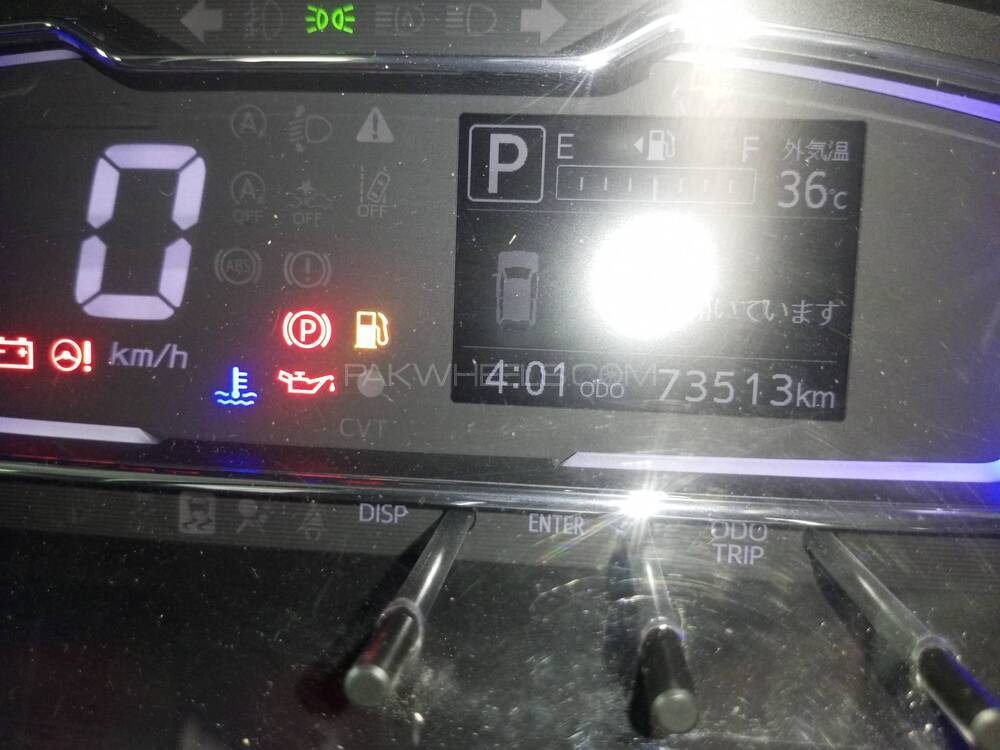 P E F 外気温
36°C
0
A
A
OFF
OFF
OFF
ABS
P
km/h
いています
4:01 ODO 73513km
PAKWHEELS.COM
CVT
DISP
ENTER
ODO
TRIP